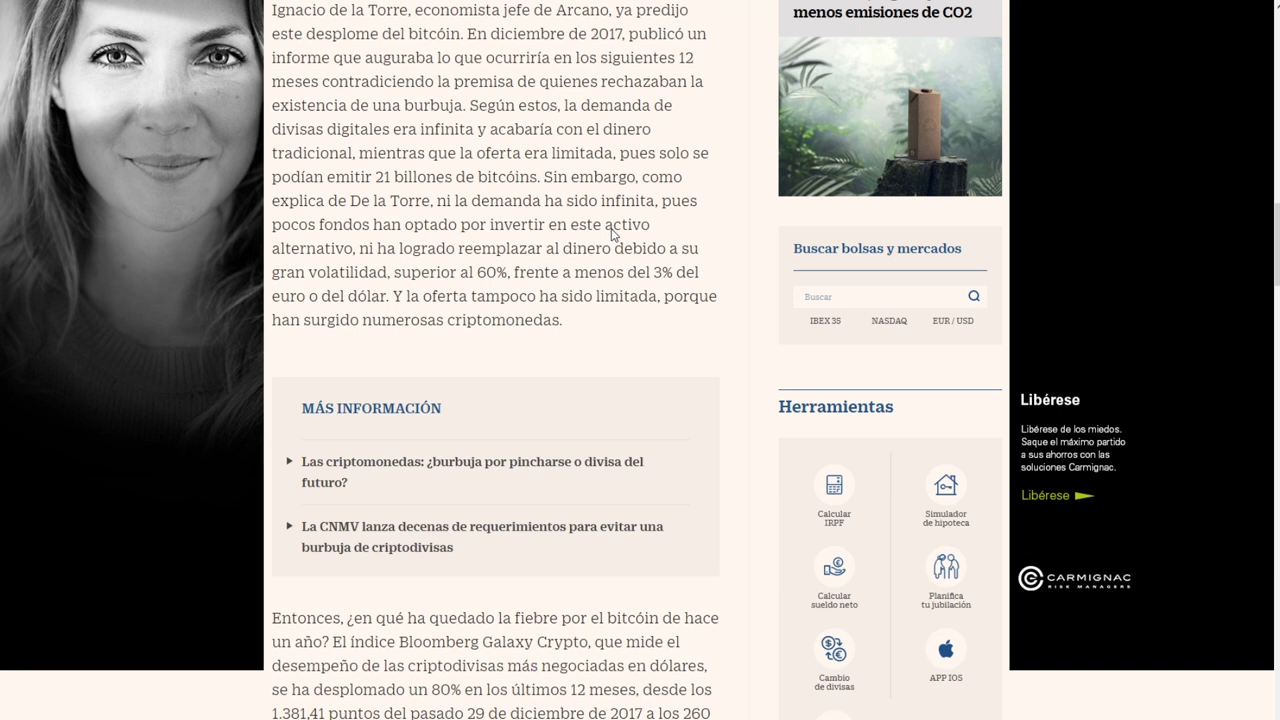 Ignacio de la Torre, economista jefe de Arcano, ya predijo
este desplome del bitcóin. En diciembre de 2017, publicó un
informe que auguraba lo que ocurriría en los siguientes 12
meses contradiciendo la premisa de quienes rechazaban la
existencia de una burbuja. Según estos, la demanda de
divisas digitales era infinita y acabaría con el dinero
tradicional, mientras que la oferta era limitada, pues solo se
podían emitir 21 billones de bitcóins. Sin embargo, como
explica de De la Torre, ni la demanda ha sido infinita, pues
pocos fondos han optado por invertir en este activo
alternativo, ni ha logrado reemplazar al dinero debido a su
gran volatilidad, superior al 60%, frente a menos del 3% del
euro o del dólar. Y la oferta tampoco ha sido limitada, porque
han surgido numerosas criptomonedas.
MÁS INFORMACIÓN
Las criptomonedas: ¿burbuja por pincharse o divisa del
futuro?
La CNMV lanza decenas de requerimientos para evitar una
burbuja de criptodivisas
Entonces, ¿en qué ha quedado la fiebre por el bitcóin de hace
un año? El índice Bloomberg Galaxy Crypto, que mide el
desempeño de las criptodivisas más negociadas en dólares,
se ha desplomado un 80% en los últimos 12 meses, desde los
1.381,41 puntos del pasado 29 de diciembre de 2017 a los 260
menos emisiones de CO2
Buscar bolsas y mercados
Buscar
IBEX 35 NASDAQ EUR / USD
Herramientas
Calcular
IRPF
Simulador
de hipoteca
Calcular
sueldo neto
Planifica
tu jubilación
Cambio
de divisas
APP IOS
Libérese
Libérese de los miedos.
Saque el máximo partido
a sus ahorros con las
soluciones Carmignac.
Libérese
CARMIGNAC
RISK MANAGERS